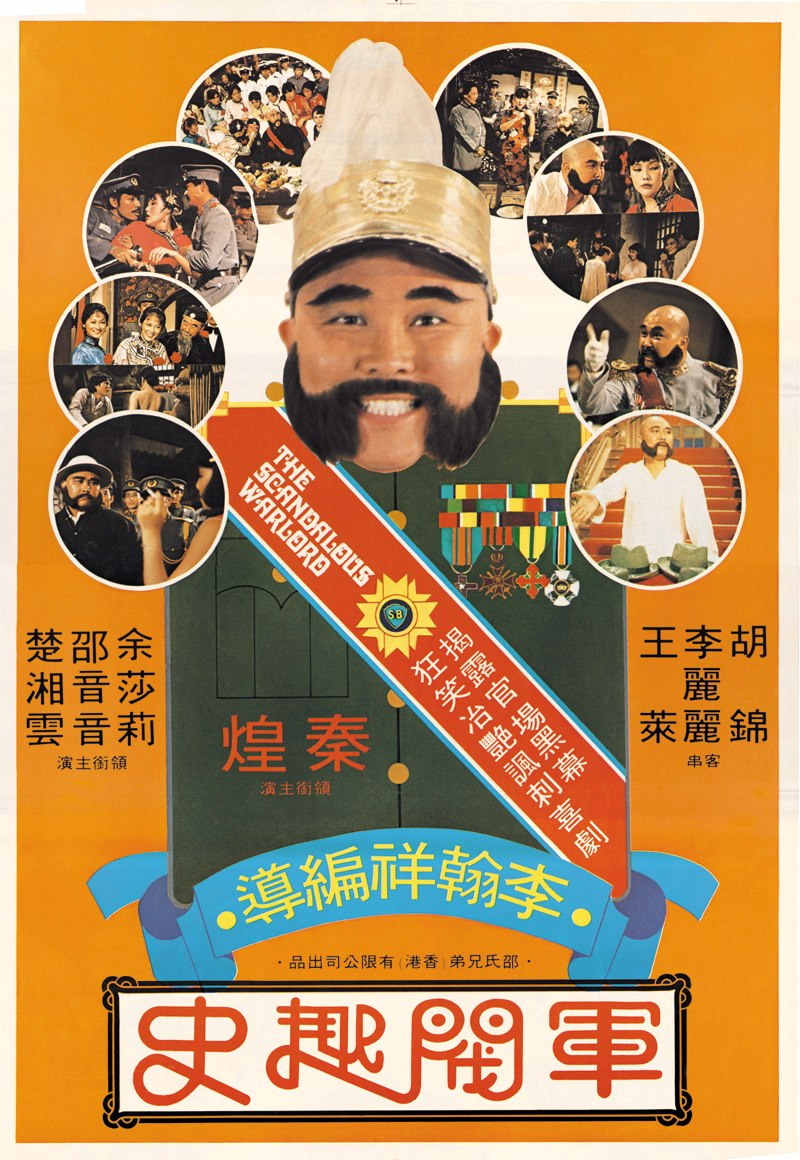 THE
SCANDALOUS
WARLORD
SB
揭露官場黑幕
狂笑冶艷諷刺喜劇
胡錦
李麗麗
王萊
客串
余莎莉
邵音音
楚湘雲
領銜主演
秦煌
領銜主演
李翰祥編導
·邵氏兄弟(香港)有限公司出品·
軍閥趣史